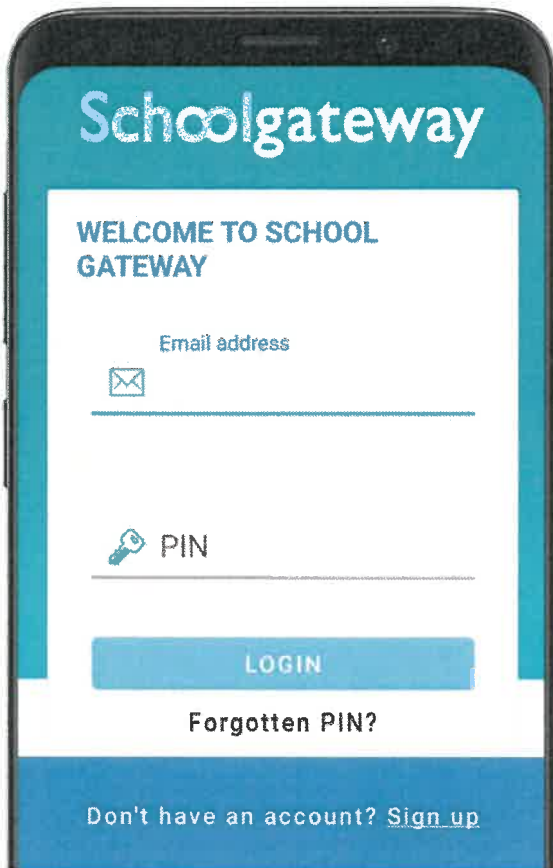 Schoolgateway
WELCOME TO SCHOOL
GATEWAY
Email address
PIN
LOGIN
Forgotten PIN?
Don't have an account? Sign up